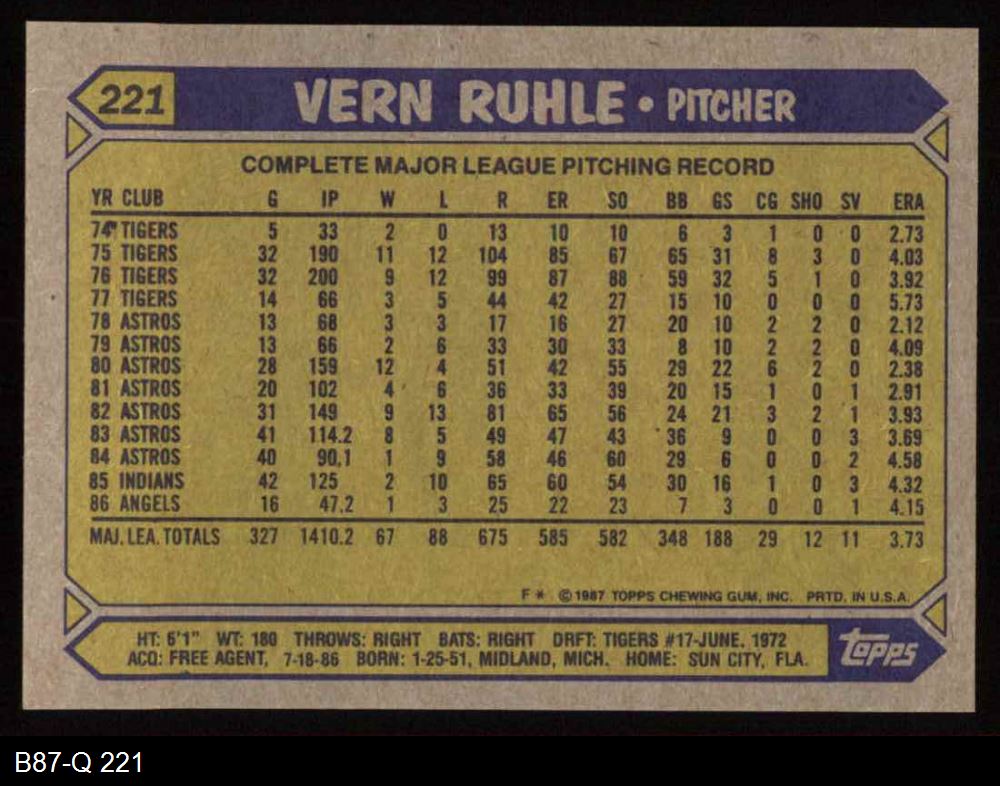 221 VERN RUHLE • PITCHER
COMPLETE MAJOR LEAGUE PITCHING RECORD
YR CLUB G IP W L R ER SO BB GS CG SHO SV ERA
74 TIGERS 5 33 2 0 13 10 10 6 3 1 0 0 2.73
75 TIGERS 32 190 11 12 104 85 67 65 31 8 3 0 4.03
76 TIGERS 32 200 9 12 99 87 88 59 32 5 1 0 3.92
77 TIGERS 14 66 3 5 44 42 27 15 10 0 0 0 5.73
78 ASTROS 13 68 3 3 17 16 27 20 10 2 2 0 2.12
79 ASTROS 13 66 2 6 33 30 33 8 10 2 2 0 4.09
80 ASTROS 28 159 12 4 51 42 55 29 22 6 2 0 2.38
81 ASTROS 20 102 4 6 36 33 39 20 15 1 0 1 2.91
82 ASTROS 31 149 9 13 81 65 56 24 21 3 2 1 3.93
83 ASTROS 41 114.2 8 5 49 47 43 36 9 0 0 3 3.69
84 ASTROS 40 90.1 1 9 58 46 60 29 6 0 0 2 4.58
85 INDIANS 42 125 2 10 65 60 54 30 16 1 0 3 4.32
86 ANGELS 16 47.2 1 3 25 22 23 7 3 0 0 1 4.15
MAJ. LEA. TOTALS 327 1410.2 67 88 675 585 582 348 188 29 12 11 3.73
F * © 1987 TOPPS CHEWING GUM, INC. PRTD. IN U.S.A.
HT: 6'1" WT: 180 THROWS: RIGHT BATS: RIGHT DRFT: TIGERS #17-JUNE, 1972
ACQ: FREE AGENT, 7-18-86 BORN: 1-25-51, MIDLAND, MICH. HOME: SUN CITY, FLA.
topps
B87-Q 221